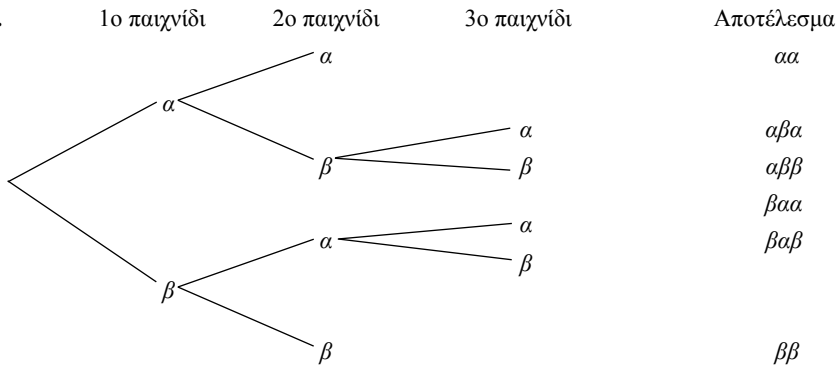 . 1ο παιχνίδι 2ο παιχνίδι 3ο παιχνίδι Αποτέλεσμα
α αα
α
α αβα
β β αββ
βαα
α α βαβ
β
β
β ββ